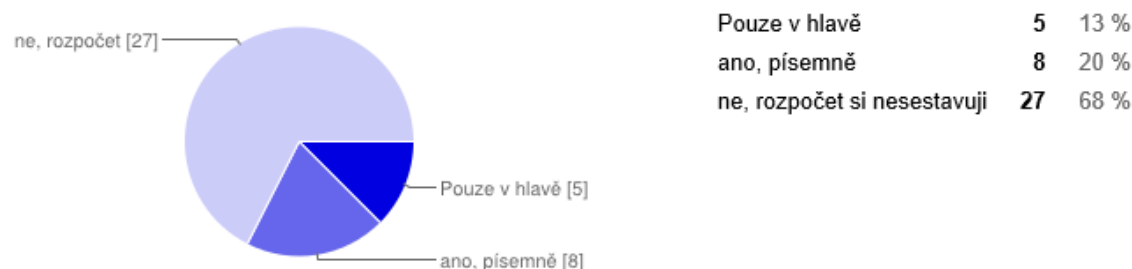 ne, rozpočet [27]
Pouze v hlavě [5]
ano, písemně [8]
Pouze v hlavě 5 13 %
ano, písemně 8 20 %
ne, rozpočet si nesestavuji 27 68 %